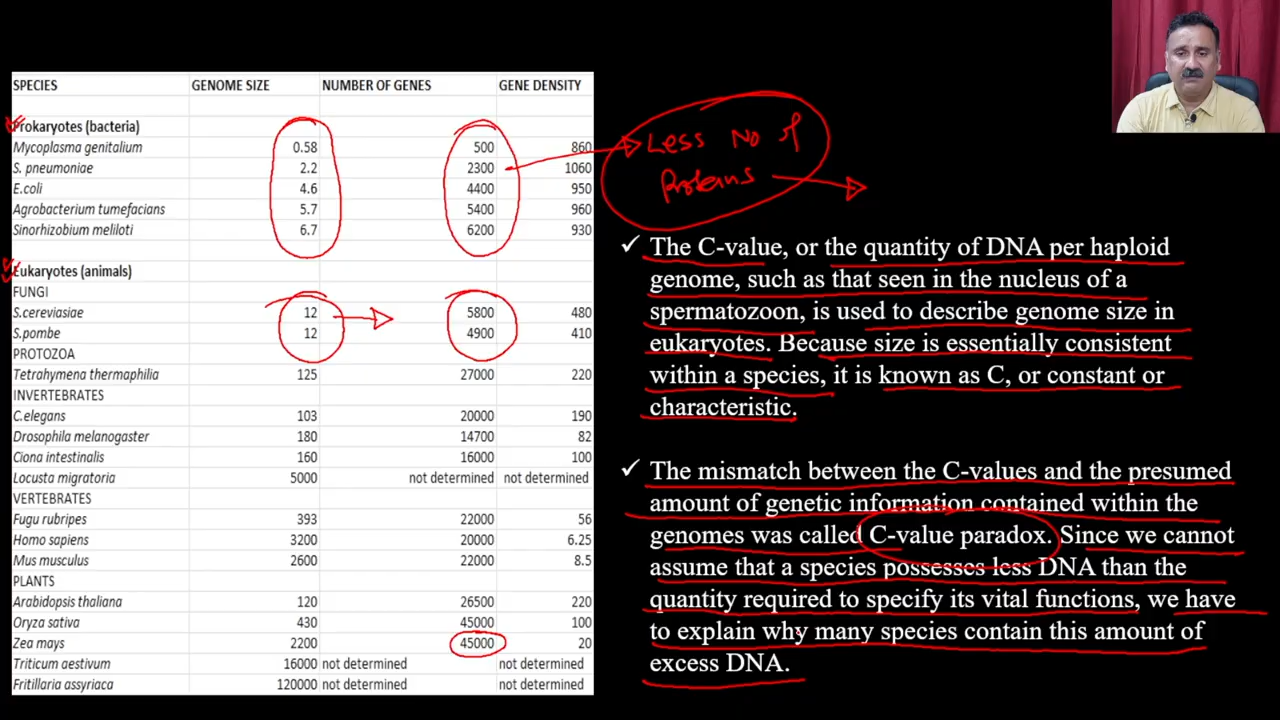 SPECIES GENOME SIZE NUMBER OF GENES GENE DENSITY
Prokaryotes (bacteria)
Mycoplasma genitalium 0.58 500 860
S. pneumoniae 2.2 2300 1060
E.coli 4.6 4400 950
Agrobacterium tumefacians 5.7 5400 960
Sinorhizobium meliloti 6.7 6200 930
Eukaryotes (animals)
FUNGI
S.cereviasiae 12 5800 480
S.pombe 12 4900 410
PROTOZOA
Tetrahymena thermaphilia 125 27000 220
INVERTEBRATES
C.elegans 103 20000 190
Drosophila melanogaster 180 14700 82
Ciona intestinalis 160 16000 100
Locusta migratoria 5000 not determined not determined
VERTEBRATES
Fugu rubripes 393 22000 56
Homo sapiens 3200 20000 6.25
Mus musculus 2600 22000 8.5
PLANTS
Arabidopsis thaliana 120 26500 220
Oryza sativa 430 45000 100
Zea mays 2200 45000 20
Triticum aestivum 16000 not determined not determined
Fritillaria assyriaca 120000 not determined not determined
Less No of
Proteins
✓ The C-value, or the quantity of DNA per haploid
genome, such as that seen in the nucleus of a
spermatozoon, is used to describe genome size in
eukaryotes. Because size is essentially consistent
within a species, it is known as C, or constant or
characteristic.
✓ The mismatch between the C-values and the presumed
amount of genetic information contained within the
genomes was called C-value paradox. Since we cannot
assume that a species possesses less DNA than the
quantity required to specify its vital functions, we have
to explain why many species contain this amount of
excess DNA.